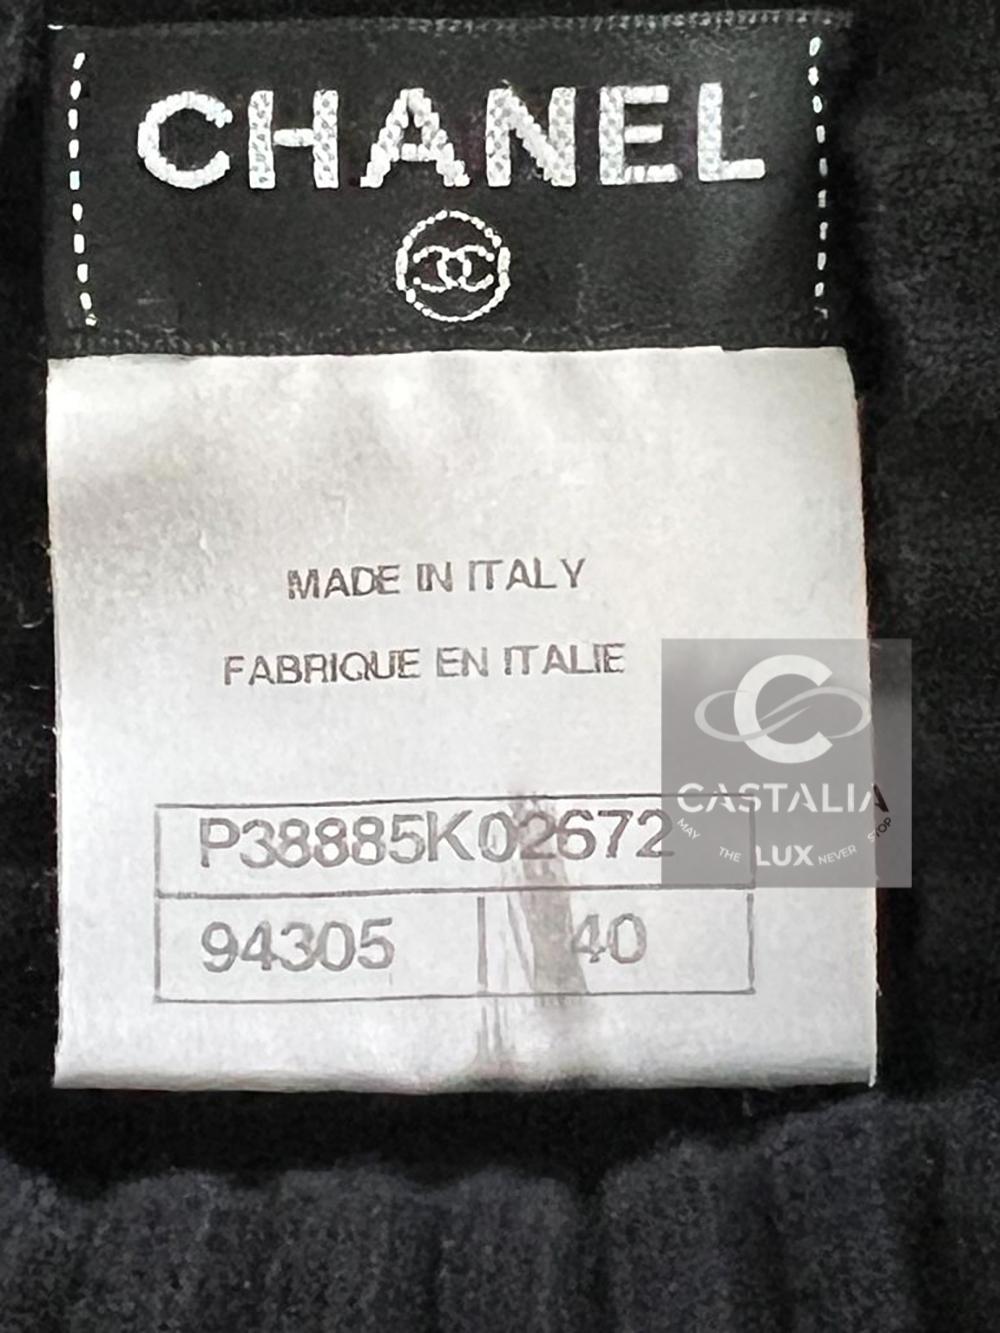 CHANEL
MADE IN ITALY
FABRIQUE EN ITALIE
P38885K02672
94305 40
CASTALIA
MAY THE LUX NEVER STOP